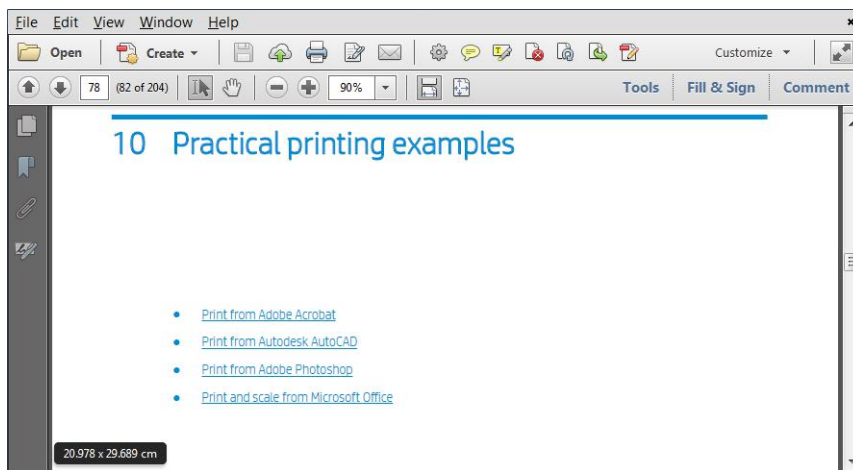 File Edit View Window Help
Open Create Customize
78 (82 of 204) 90% Tools Fill & Sign Comment
10 Practical printing examples
Print from Adobe Acrobat
Print from Autodesk AutoCAD
Print from Adobe Photoshop
Print and scale from Microsoft Office
20.978 x 29.689 cm